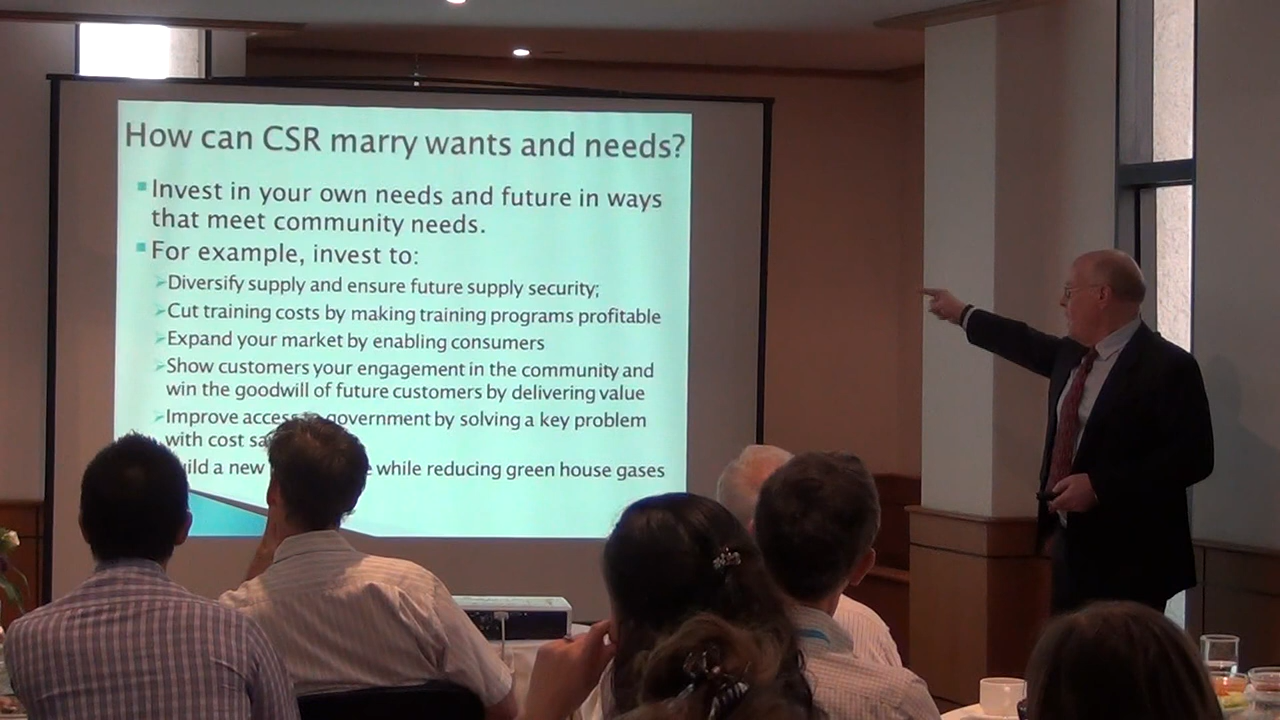 How can CSR marry wants and needs?
Invest in your own needs and future in ways
that meet community needs.
For example, invest to:
Diversify supply and ensure future supply security;
Cut training costs by making training programs profitable
Expand your market by enabling consumers
Show customers your engagement in the community and
win the goodwill of future customers by delivering value
Improve access government by solving a key problem
with cost
a new while reducing green house gases